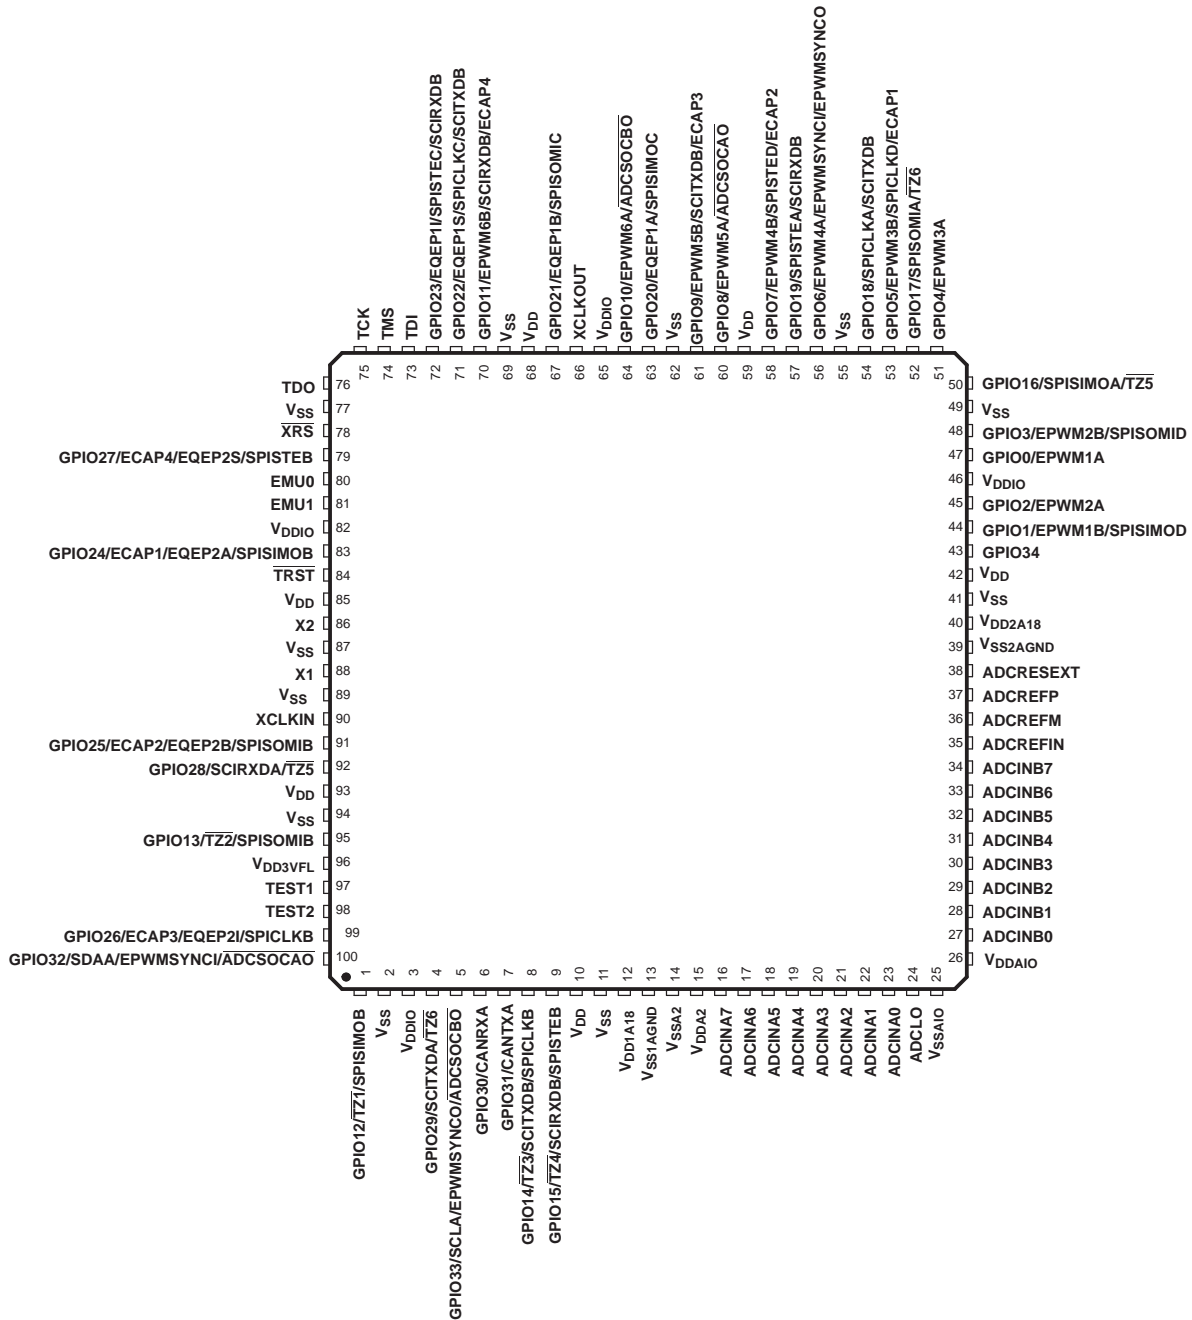 TCK
TMS
TDI
GPIO23/EQEP1I/SPISTEC/SCIRXDB
GPIO22/EQEP1S/SPICLKC/SCITXDB
GPIO11/EPWM6B/SCIRXDB/ECAP4
VSS
VDD
GPIO21/EQEP1B/SPISOMIC
XCLKOUT
VDDIO
GPIO10/EPWM6A/ADCSOCBO
GPIO20/EQEP1A/SPISIMOC
VSS
GPIO9/EPWM5B/SCITXDB/ECAP3
GPIO8/EPWM5A/ADCSOCAO
VDD
GPIO7/EPWM4B/SPISTED/ECAP2
GPIO19/SPISTEA/SCIRXDB
GPIO6/EPWM4A/EPWMSYNCI/EPWMSYNCO
VSS
GPIO18/SPICLKA/SCITXDB
GPIO5/EPWM3B/SPICLKD/ECAP1
GPIO17/SPISOMIA/TZ6
GPIO4/EPWM3A
75
74
73
72
71
70
69
68
67
66
65
64
63
62
61
60
59
58
57
56
55
54
53
52
51
TDO 76
VSS 77
XRS 78
GPIO27/ECAP4/EQEP2S/SPISTEB 79
EMU0 80
EMU1 81
VDDIO 82
GPIO24/ECAP1/EQEP2A/SPISIMOB 83
TRST 84
VDD 85
X2 86
VSS 87
X1 88
VSS 89
XCLKIN 90
GPIO25/ECAP2/EQEP2B/SPISOMIB 91
GPIO28/SCIRXDA/TZ5 92
VDD 93
VSS 94
GPIO13/TZ2/SPISOMIB 95
VDD3VFL 96
TEST1 97
TEST2 98
GPIO26/ECAP3/EQEP2I/SPICLKB 99
GPIO32/SDAA/EPWMSYNCI/ADCSOCAO 100
50 GPIO16/SPISIMOA/TZ5
49 VSS
48 GPIO3/EPWM2B/SPISOMID
47 GPIO0/EPWM1A
46 VDDIO
45 GPIO2/EPWM2A
44 GPIO1/EPWM1B/SPISIMOD
43 GPIO34
42 VDD
41 VSS
40 VDD2A18
39 VSS2AGND
38 ADCRESEXT
37 ADCREFP
36 ADCREFM
35 ADCREFIN
34 ADCINB7
33 ADCINB6
32 ADCINB5
31 ADCINB4
30 ADCINB3
29 ADCINB2
28 ADCINB1
27 ADCINB0
26 VDDAIO
1
2
3
4
5
6
7
8
9
10
11
12
13
14
15
16
17
18
19
20
21
22
23
24
25
GPIO12/TZ1/SPISIMOB
VSS
VDDIO
GPIO29/SCITXDA/TZ6
GPIO33/SCLA/EPWMSYNCO/ADCSOCBO
GPIO30/CANRXA
GPIO31/CANTXA
GPIO14/TZ3/SCITXDB/SPICLKB
GPIO15/TZ4/SCIRXDB/SPISTEB
VDD
VSS
VDD1A18
VSS1AGND
VSSA2
VDDA2
ADCINA7
ADCINA6
ADCINA5
ADCINA4
ADCINA3
ADCINA2
ADCINA1
ADCINA0
ADCLO
VSSAIO